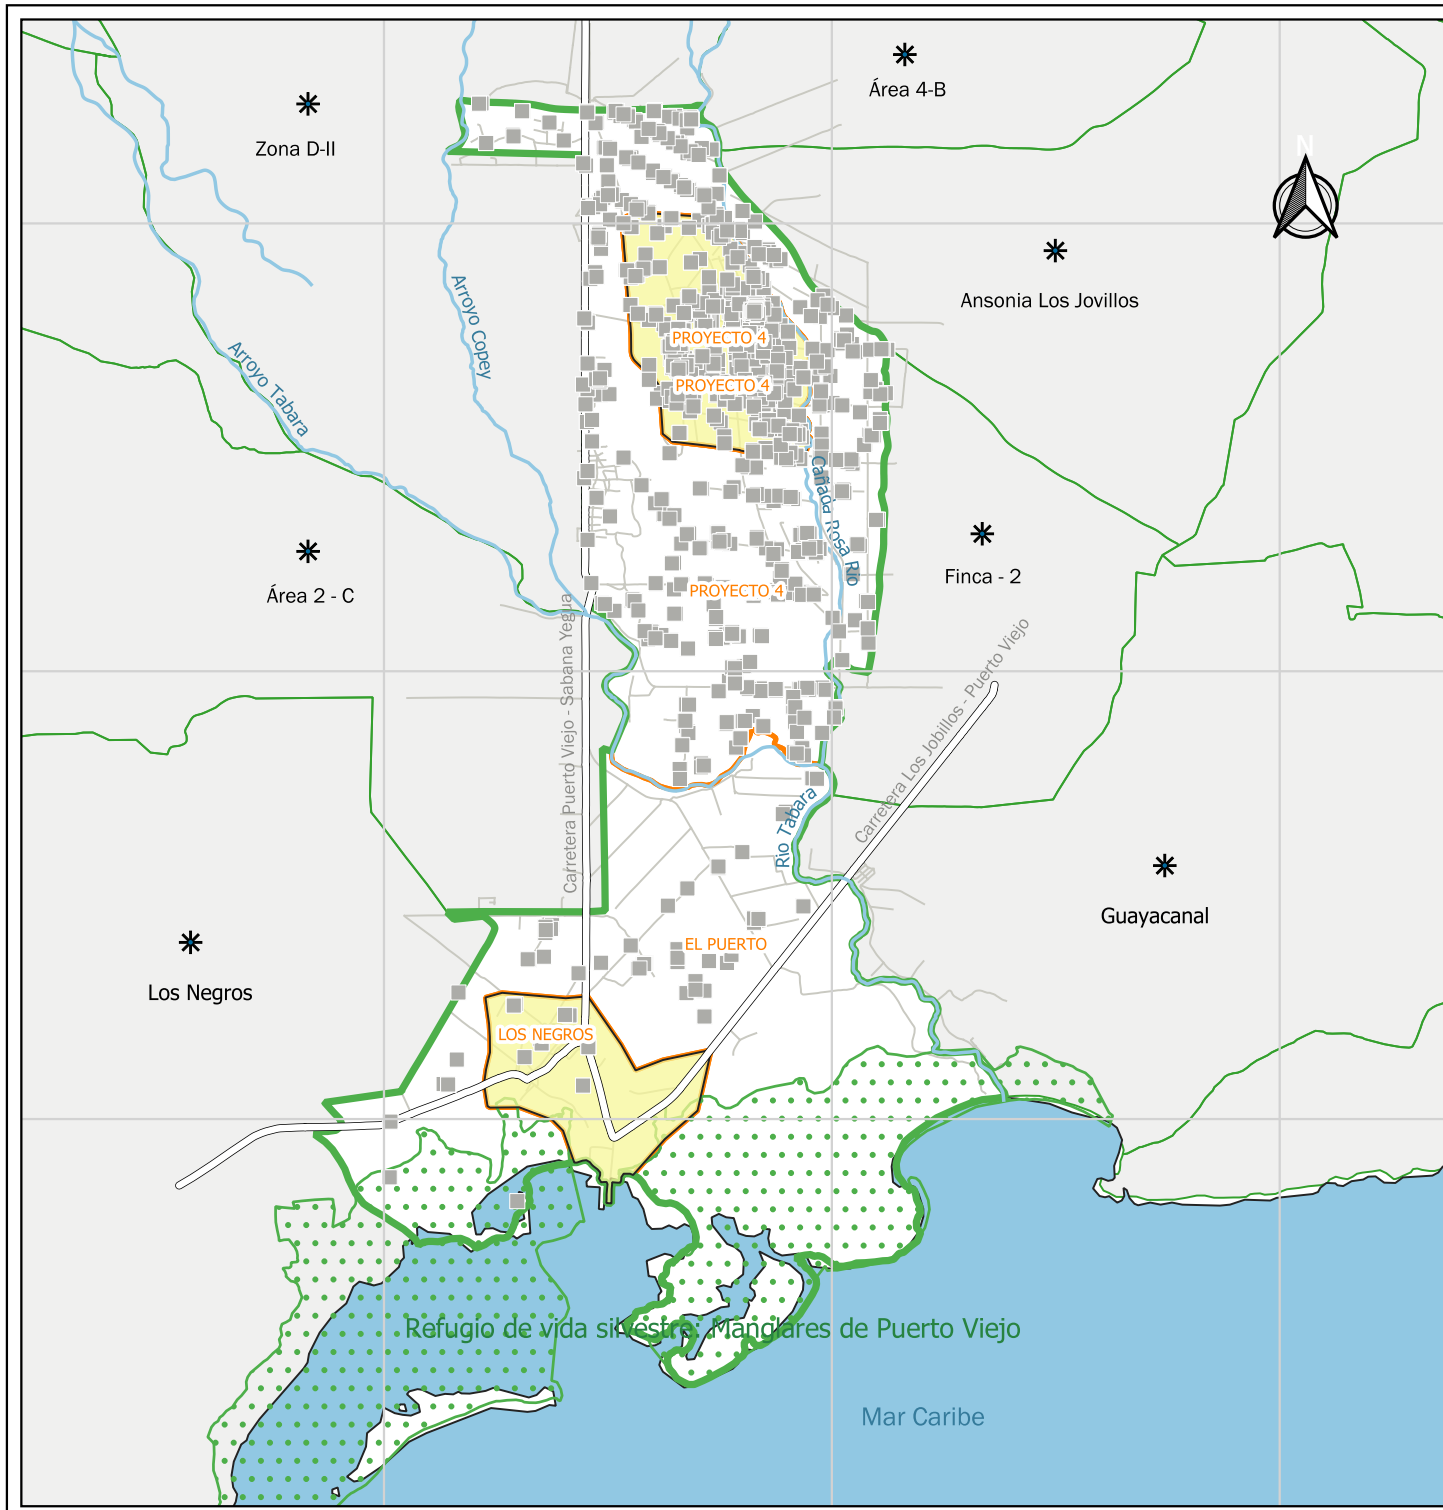 Área 4-B
Zona D-II
N
Ansonia Los Jovillos
Arroyo Copey
Arroyo Tabara
PROYECTO 4
PROYECTO 4
Cañada Rosa Rio
Finca - 2
Área 2 - C
PROYECTO 4
Carretera Puerto Viejo - Sabana Yegua
Carretera Los Jobillos - Puerto Viejo
Rio Tabara
Guayacanal
EL PUERTO
Los Negros
LOS NEGROS
Refugio de vida silvestre: Manglares de Puerto Viejo
Mar Caribe